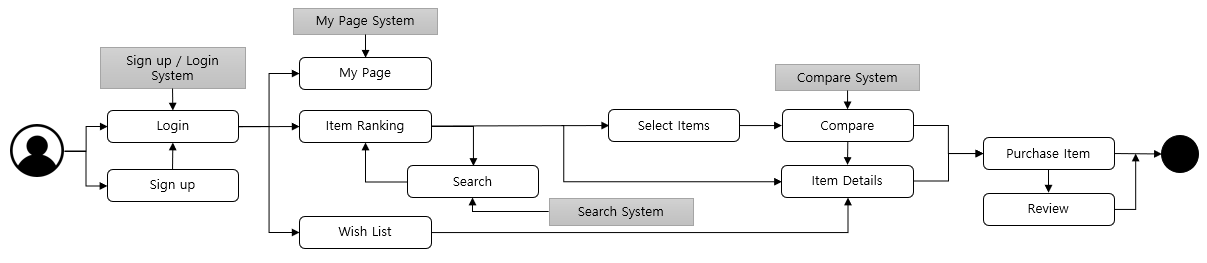 My Page System
Sign up / Login
System
My Page
Compare System
Login
Item Ranking
Select Items
Compare
Purchase Item
Sign up
Search
Item Details
Search System
Review
Wish List